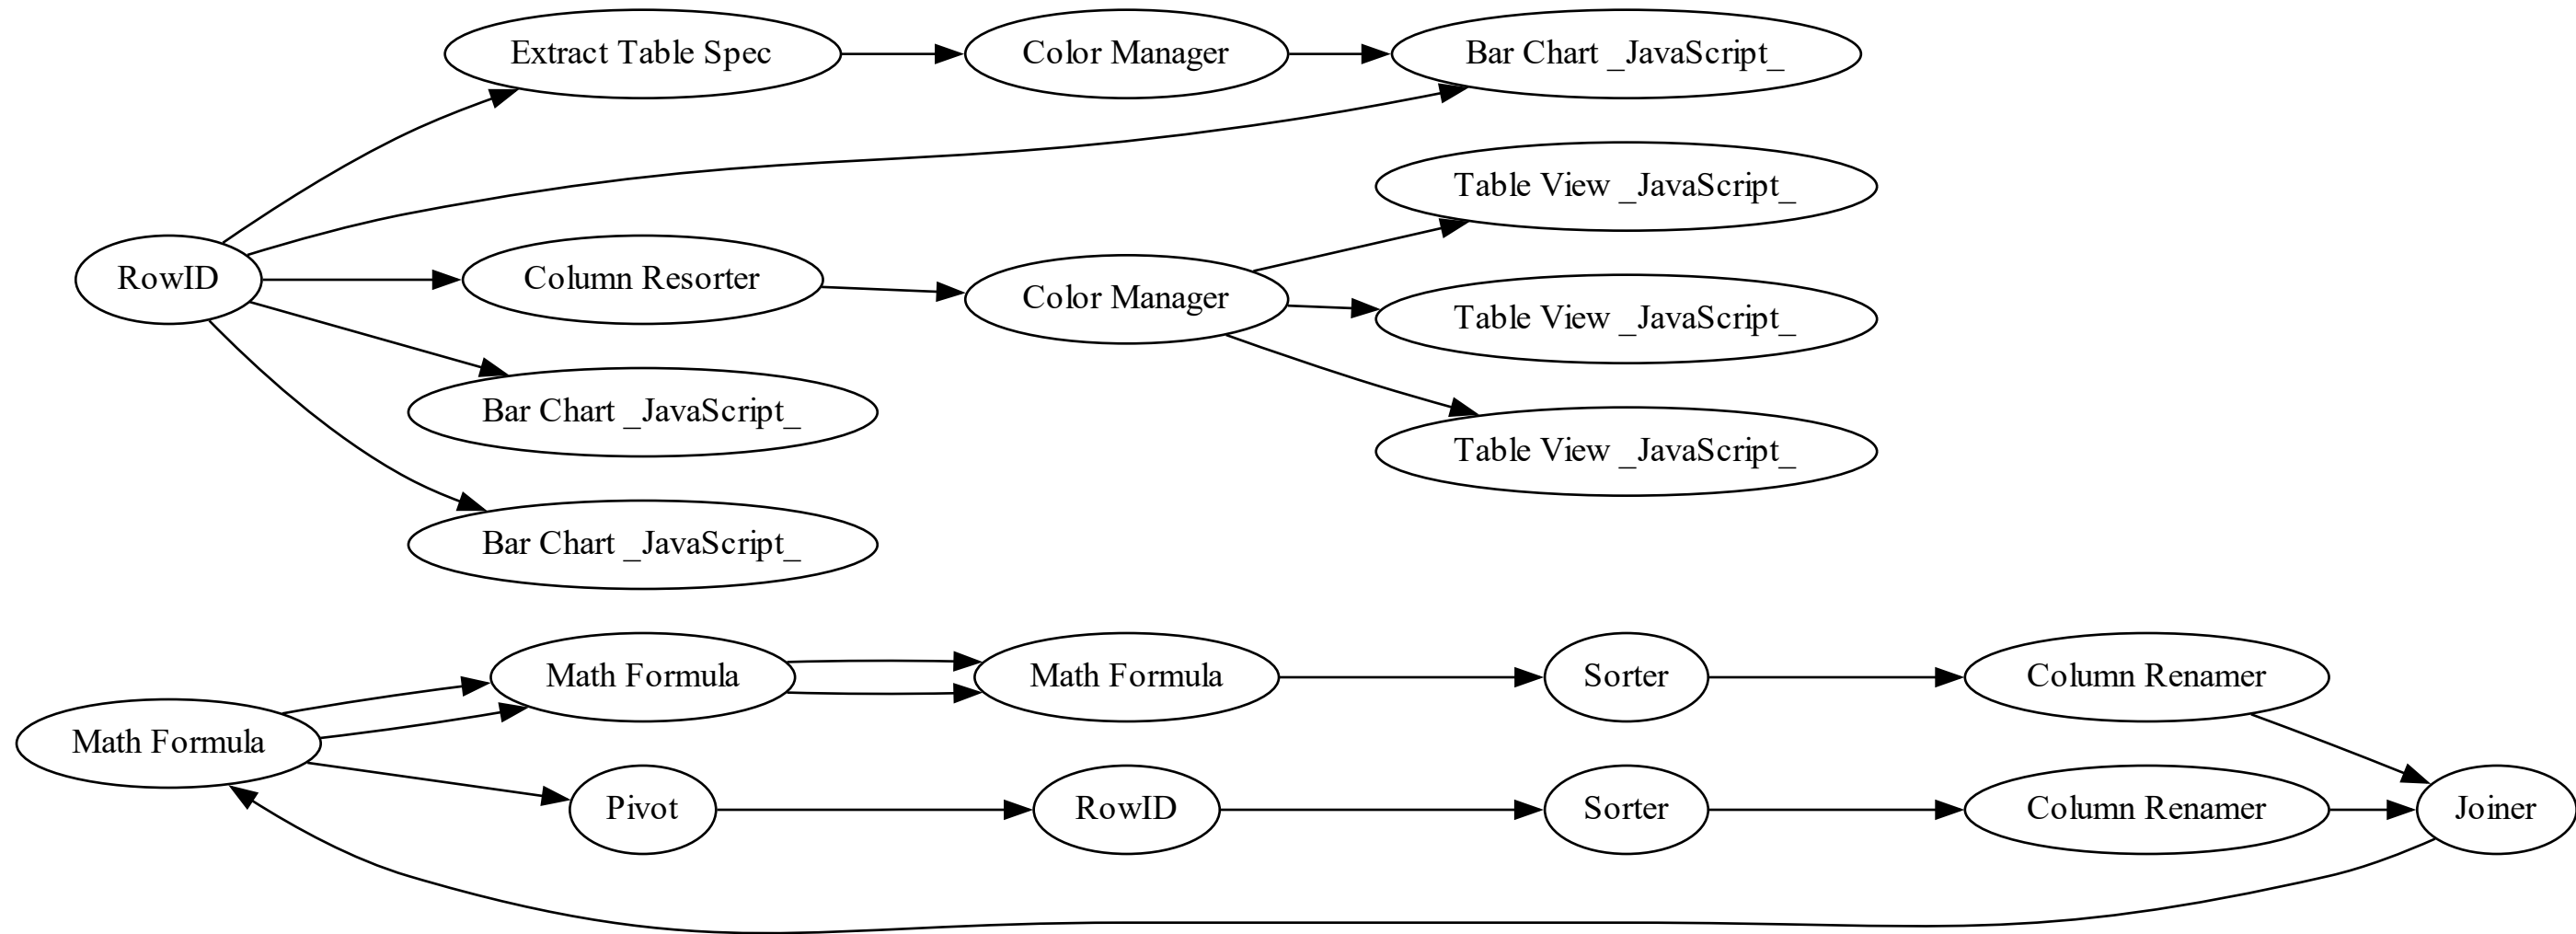 Extract Table Spec
Color Manager
Bar Chart _JavaScript_
Table View _JavaScript_
RowID
Column Resorter
Color Manager
Table View _JavaScript_
Bar Chart _JavaScript_
Table View _JavaScript_
Bar Chart _JavaScript_
Math Formula
Math Formula
Sorter
Column Renamer
Math Formula
Pivot
RowID
Sorter
Column Renamer
Joiner